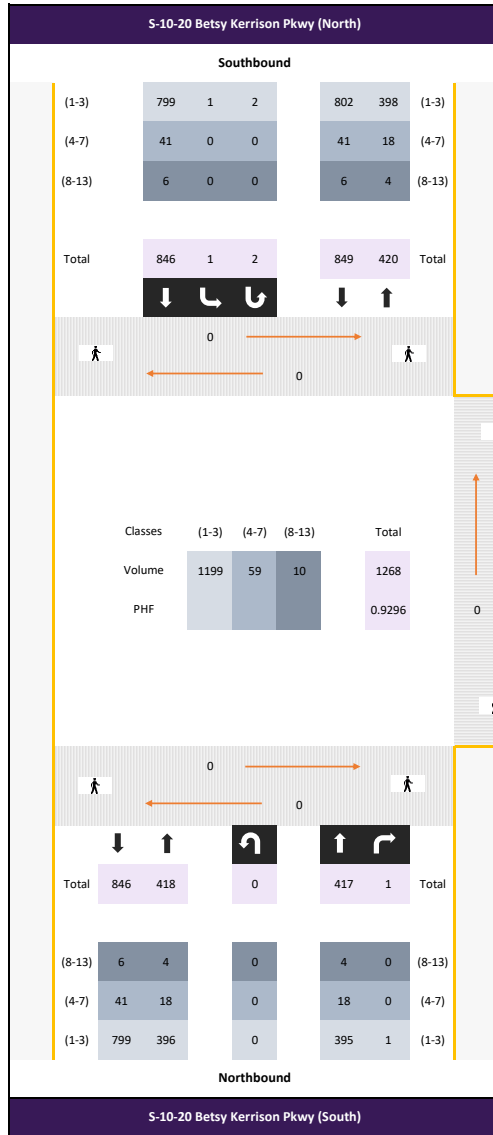 S-10-20 Betsy Kerrison Pkwy (North)
Southbound
(1-3) 799 1 2 802 398 (1-3)
(4-7) 41 0 0 41 18 (4-7)
(8-13) 6 0 0 6 4 (8-13)
Total 846 1 2 849 420 Total
0
0
Classes (1-3) (4-7) (8-13) Total
Volume 1199 59 10 1268
PHF 0.9296 0
0
0
Total 846 418 0 417 1 Total
(8-13) 6 4 0 4 0 (8-13)
(4-7) 41 18 0 18 0 (4-7)
(1-3) 799 396 0 395 1 (1-3)
Northbound
S-10-20 Betsy Kerrison Pkwy (South)